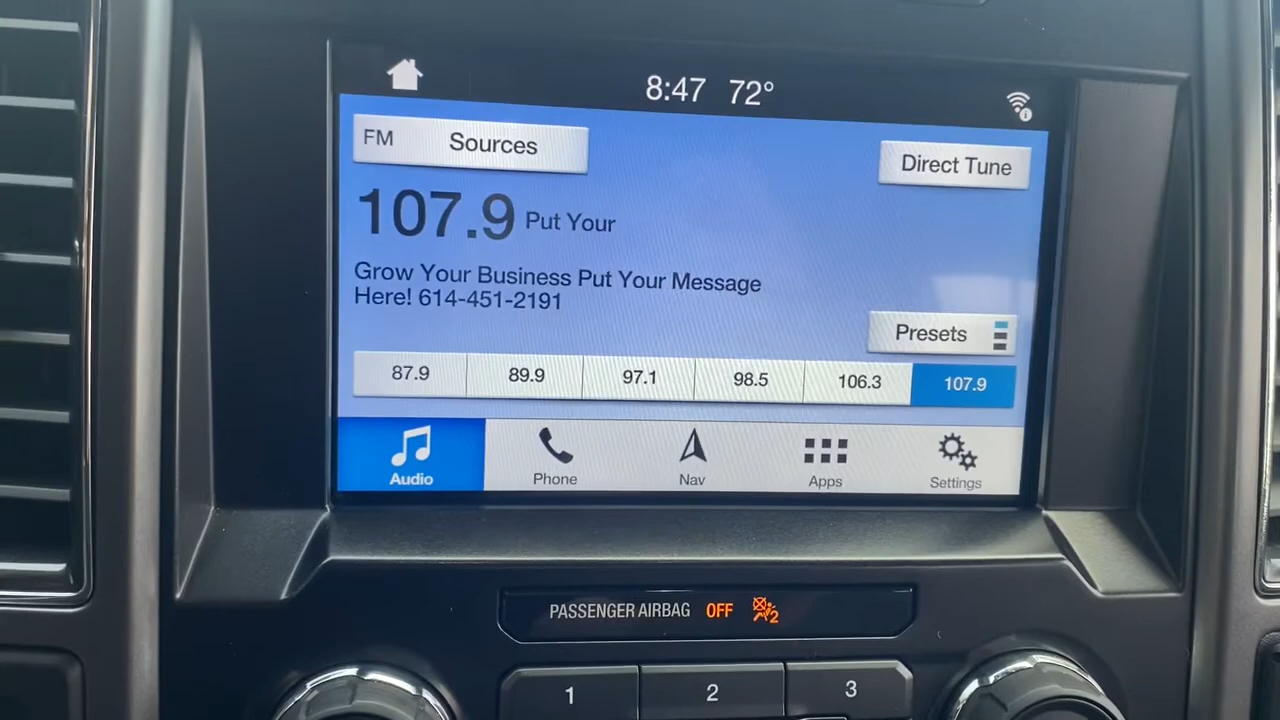 8:47 72°
FM Sources
Direct Tune
107.9 Put Your
Grow Your Business Put Your Message
Here! 614-451-2191
Presets
87.9 89.9 97.1 98.5 106.3 107.9
Audio Phone Nav Apps Settings
PASSENGER AIRBAG OFF 2
1 2 3